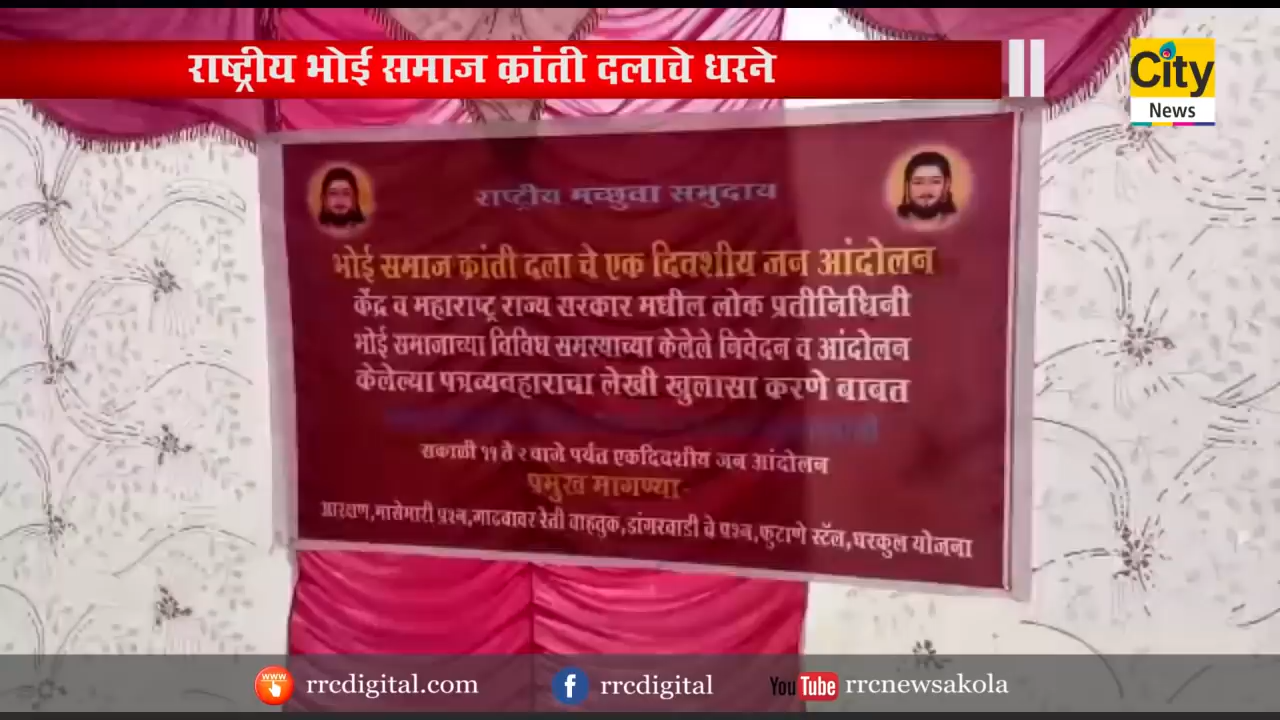 राष्ट्रीय भोई समाज क्रांती दलाचे धरने
City
News
राष्ट्रीय मच्छुवा समुदाय
भोई समाज क्रांती दला चे एक दिवशीय जन आंदोलन
केंद्र व महाराष्ट्र राज्य सरकार मधील लोक प्रतीनिधिनी
भोई समाजाच्या विविध समस्याच्या केलेले निवेदन व आंदोलन
केलेल्या पत्रव्यवहाराचा लेखी खुलासा करणे बाबत
सकाळी ११ ते २ वाजे पर्यंत एकदिवशीय जन आंदोलन
प्रमुख मागण्या-
आरक्षण,मासेमारी प्रश्न,गाढवावर रेती वाहतुक,डांगरवाडी चे प्रश्न,फुटाणे स्टॅल,घरकुल योजना
www rrcdigital.com
f rrcdigital
YouTube rrcnewsakola